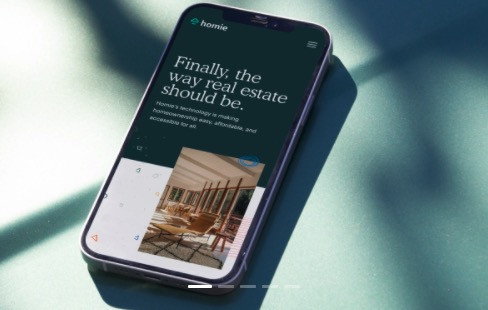 homie
Finally, the
way real estate
should be.
Homie's technology is making
homeownership easy, affordable, and
accessible for all.